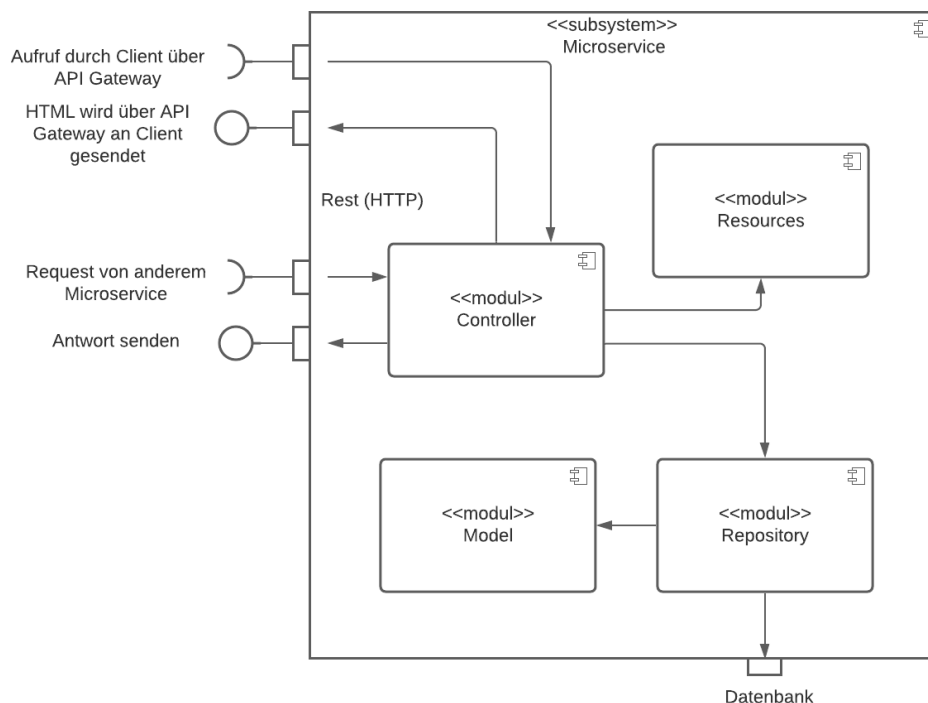 <<subsystem>>
Microservice
Aufruf durch Client über
API Gateway
HTML wird über API
Gateway an Client
gesendet
Rest (HTTP)
<<modul>>
Resources
Request von anderem
Microservice
Antwort senden
<<modul>>
Controller
<<modul>>
Model
<<modul>>
Repository
Datenbank